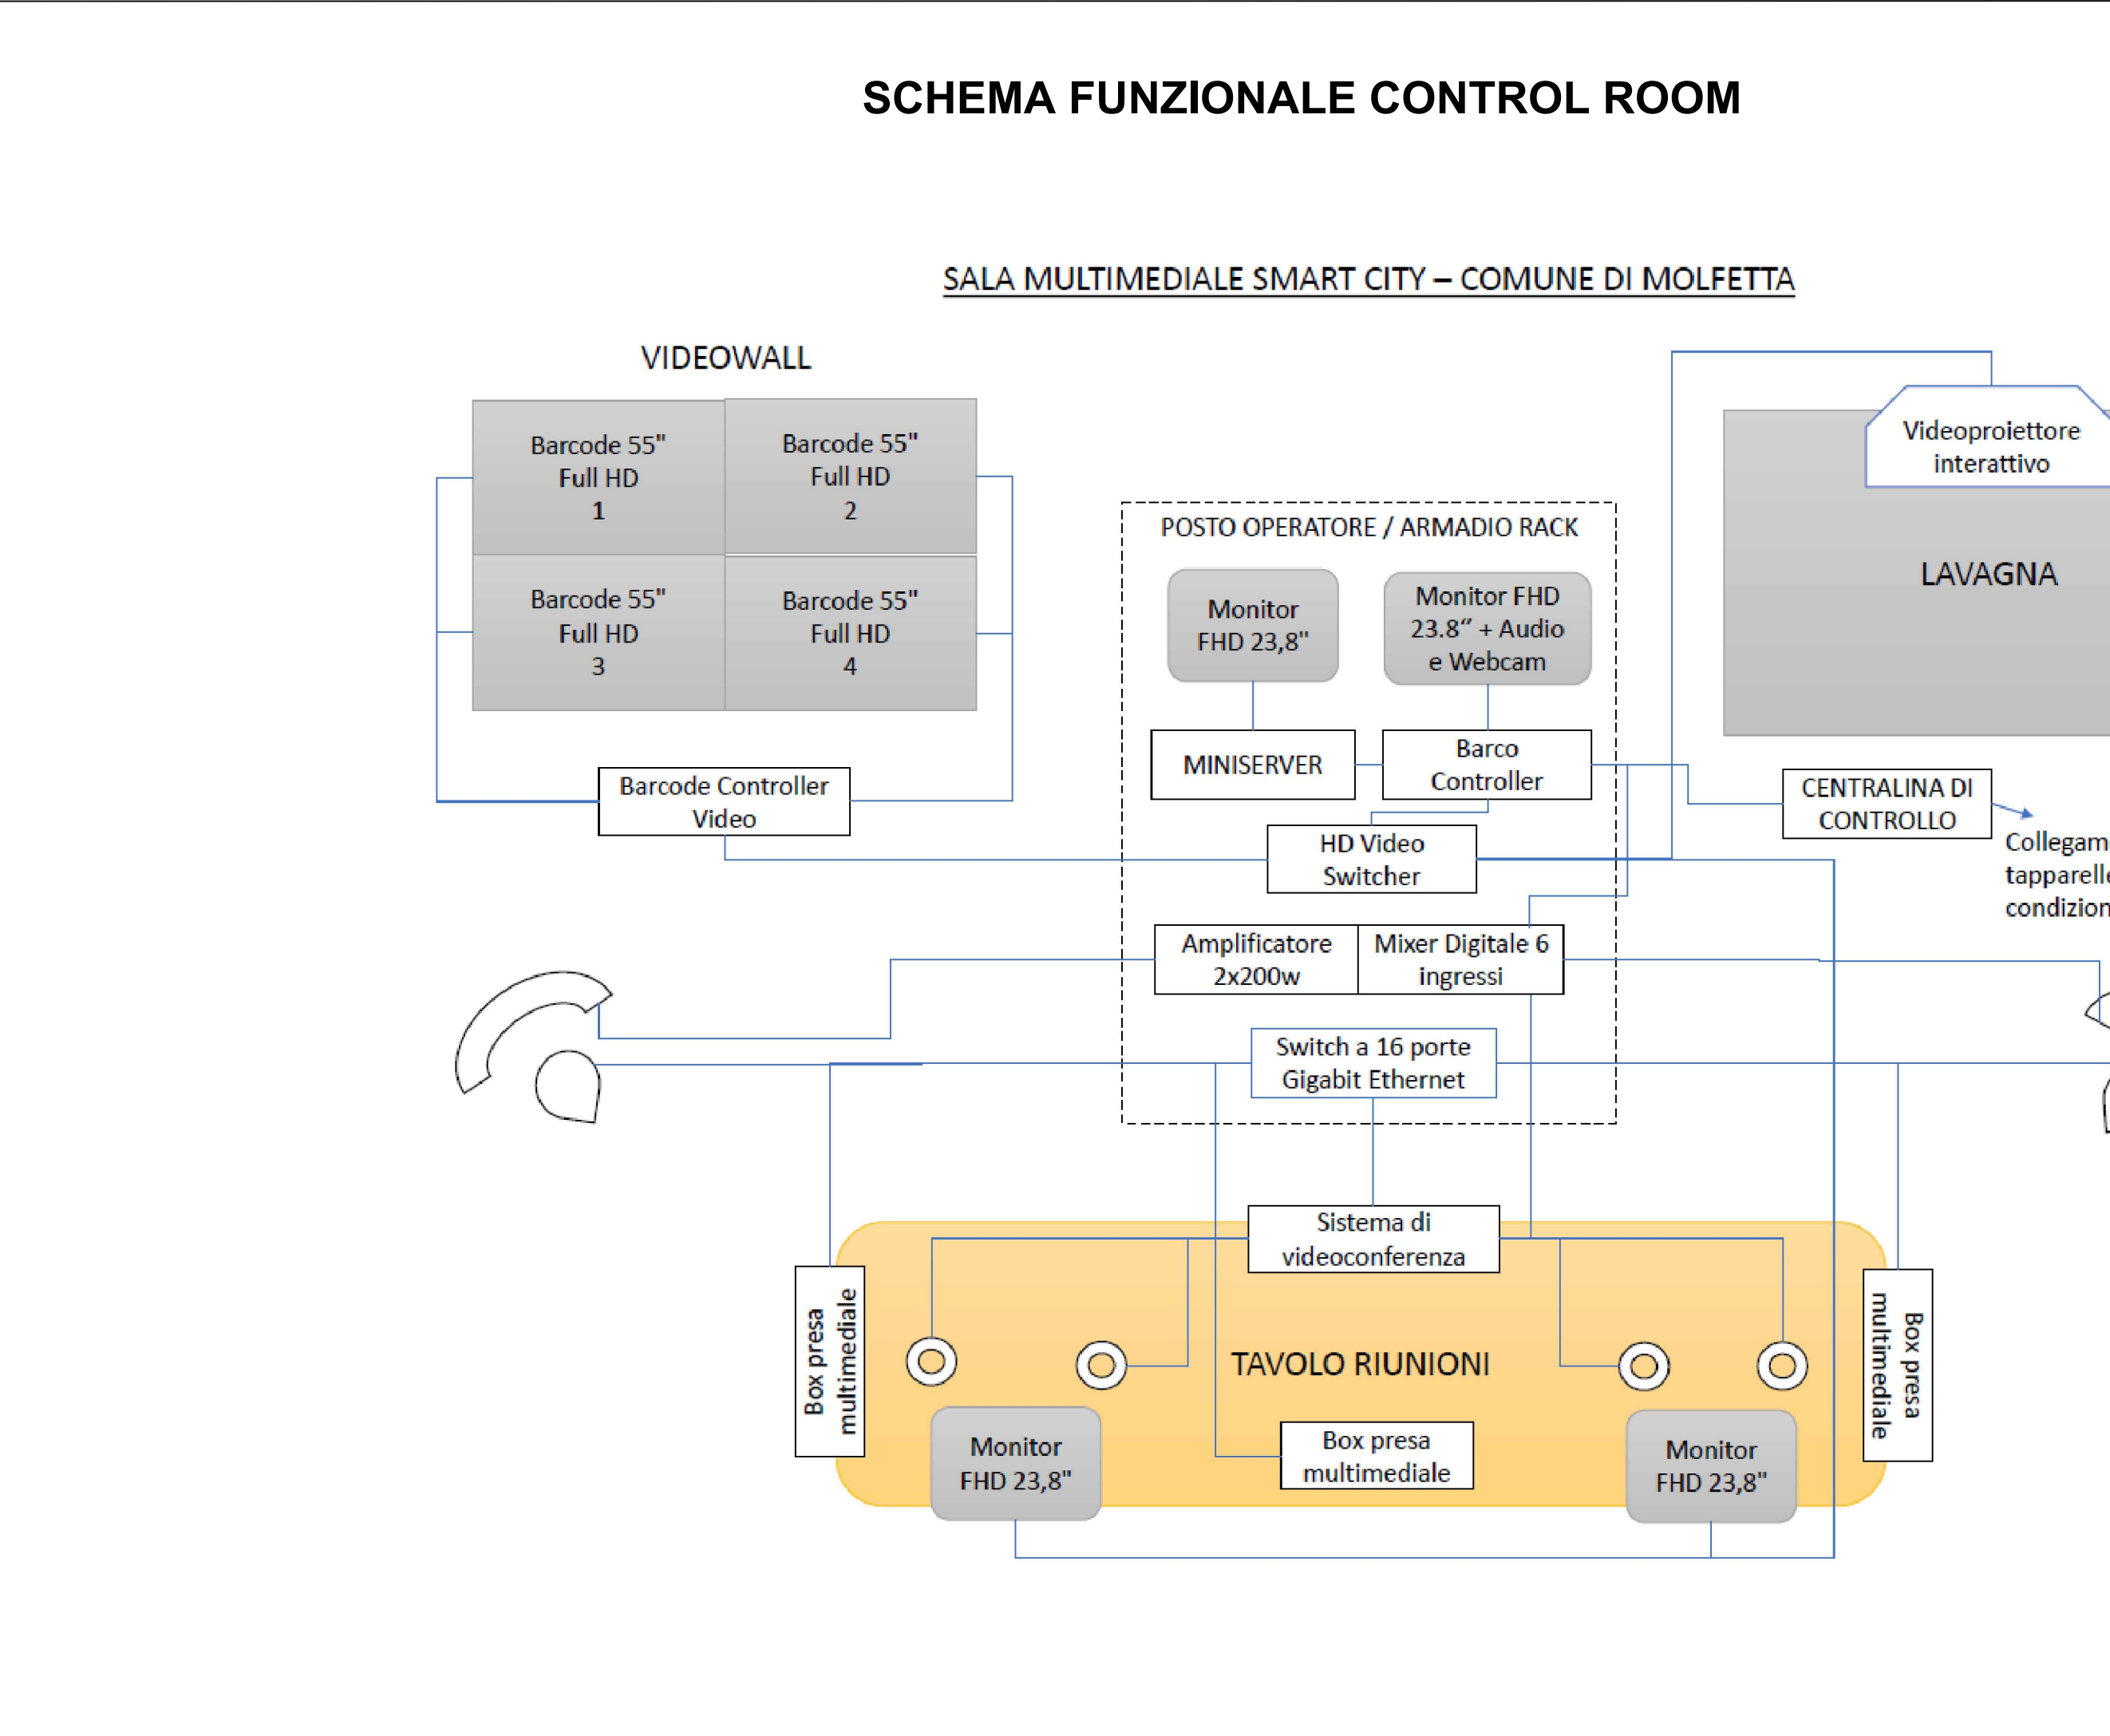 SCHEMA FUNZIONALE CONTROL ROOM
SALA MULTIMEDIALE SMART CITY – COMUNE DI MOLFETTA
VIDEOWALL
Barcode 55"
Full HD
1
Barcode 55"
Full HD
2
Barcode 55"
Full HD
3
Barcode 55"
Full HD
4
Barcode Controller
Video
POSTO OPERATORE / ARMADIO RACK
Monitor
FHD 23,8"
Monitor FHD
23.8” + Audio
e Webcam
MINISERVER
Barco
Controller
HD Video
Switcher
Amplificatore
2x200w
Mixer Digitale 6
ingressi
Switch a 16 porte
Gigabit Ethernet
Videoproiettore
interattivo
LAVAGNA
CENTRALINA DI
CONTROLLO
Sistema di
videoconferenza
Box presa
multimediale
TAVOLO RIUNIONI
Monitor
FHD 23,8"
Box presa
multimediale
Monitor
FHD 23,8"
Box presa
multimediale